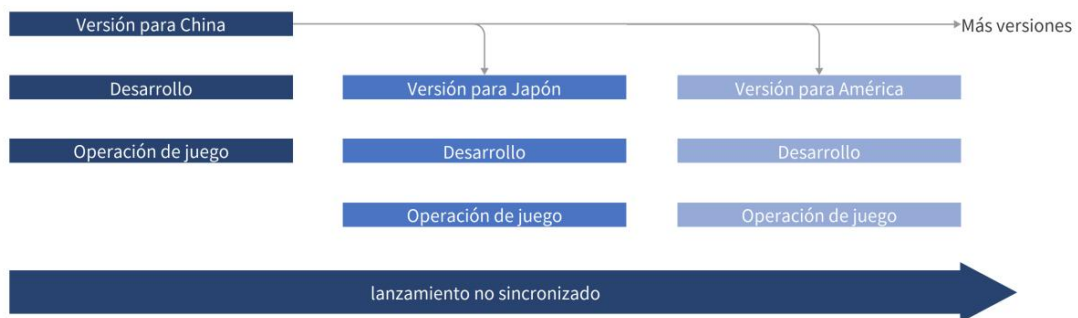 Versión para China
Más versiones
Desarrollo
Versión para Japón
Versión para América
Operación de juego
Desarrollo
Desarrollo
Operación de juego
Operación de juego
lanzamiento no sincronizado